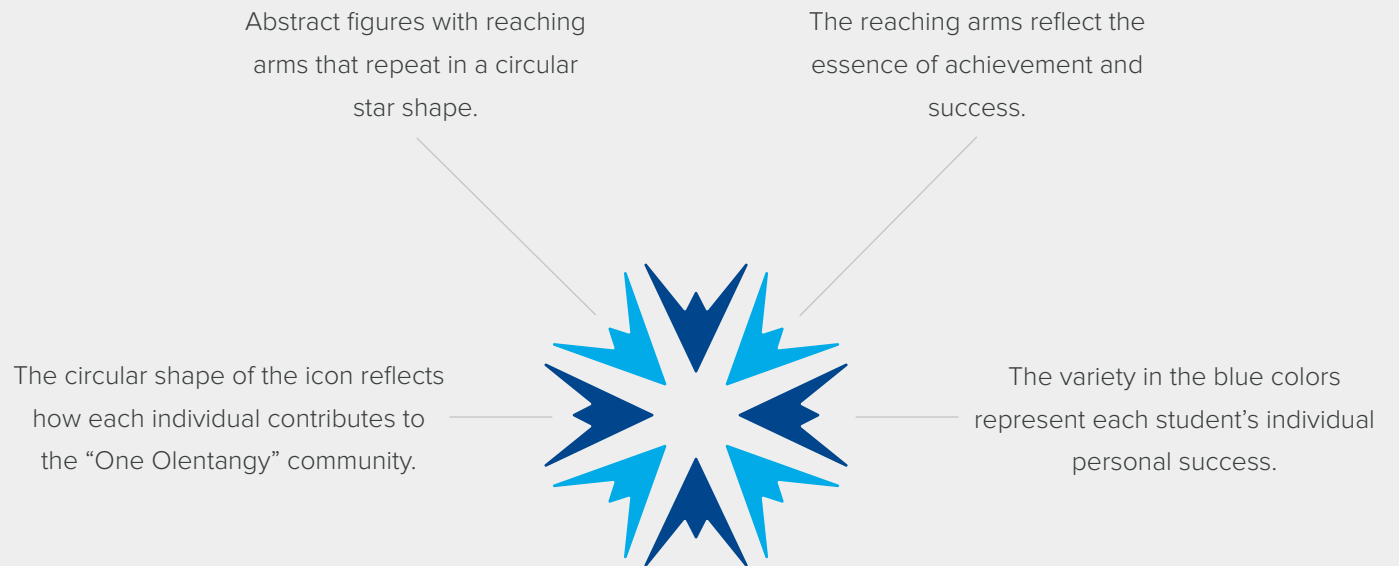 Abstract figures with reaching
arms that repeat in a circular
star shape.
The reaching arms reflect the
essence of achievement and
success.
The circular shape of the icon reflects
how each individual contributes to
the “One Olentangy” community.
The variety in the blue colors
represent each student’s individual
personal success.